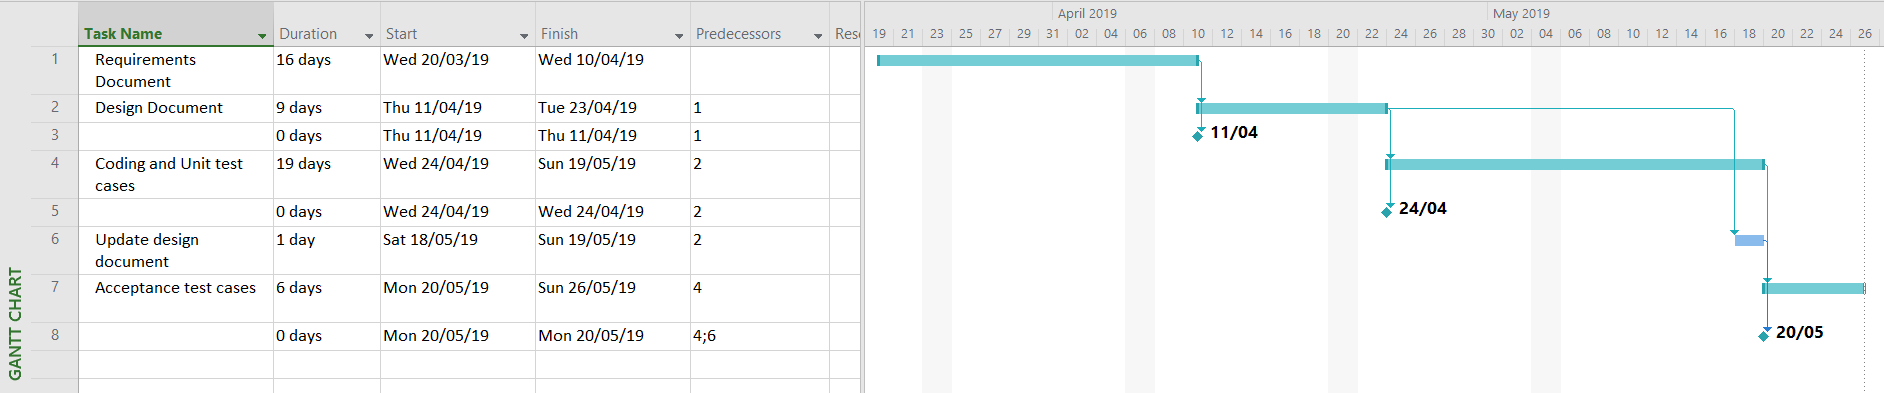 April 2019 May 2019
Task Name Duration Start Finish Predecessors Reso 19 21 23 25 27 29 31 02 04 06 08 10 12 14 16 18 20 22 24 26 28 30 02 04 06 08 10 12 14 16 18 20 22 24 26
1 Requirements 16 days Wed 20/03/19 Wed 10/04/19
Document
2 Design Document 9 days Thu 11/04/19 Tue 23/04/19 1
3 0 days Thu 11/04/19 Thu 11/04/19 1 11/04
4 Coding and Unit test 19 days Wed 24/04/19 Sun 19/05/19 2
cases
5 0 days Wed 24/04/19 Wed 24/04/19 2 24/04
6 Update design 1 day Sat 18/05/19 Sun 19/05/19 2
document
7 Acceptance test cases 6 days Mon 20/05/19 Sun 26/05/19 4
8 0 days Mon 20/05/19 Mon 20/05/19 4;6 20/05
GANTT CHART